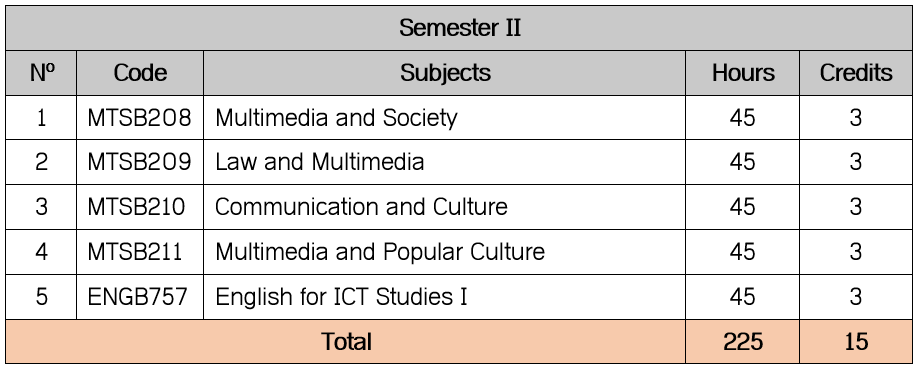 Semester II
Nº Code Subjects Hours Credits
1 MTSB208 Multimedia and Society 45 3
2 MTSB209 Law and Multimedia 45 3
3 MTSB210 Communication and Culture 45 3
4 MTSB211 Multimedia and Popular Culture 45 3
5 ENGB757 English for ICT Studies I 45 3
Total 225 15